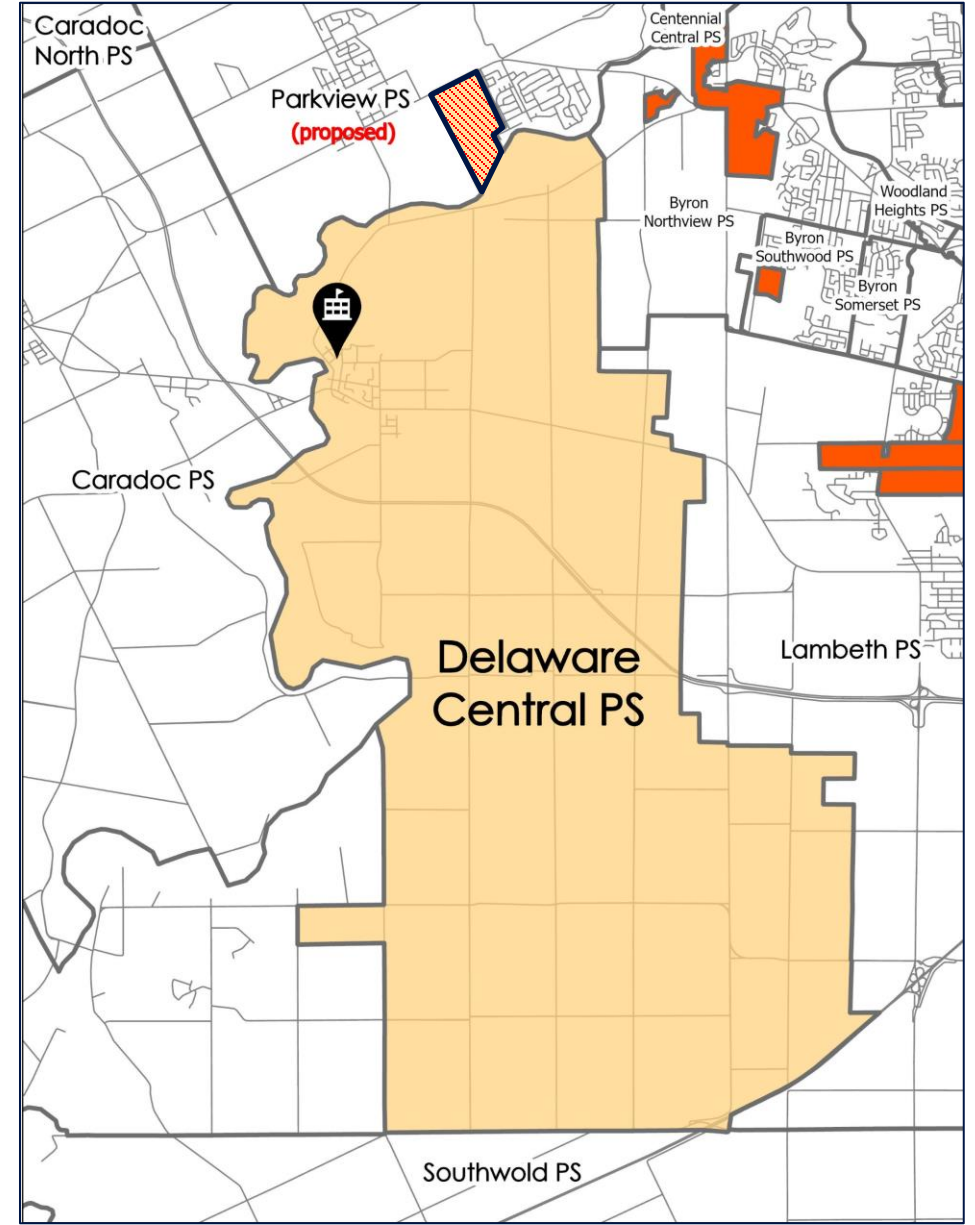 Caradoc
North PS
Centennial
Central PS
Parkview PS
(proposed)
Byron
Northview PS
Woodland
Heights PS
Byron
Southwood PS
Byron
Somerset PS
Caradoc PS
Delaware
Central PS
Lambeth PS
Southwold PS